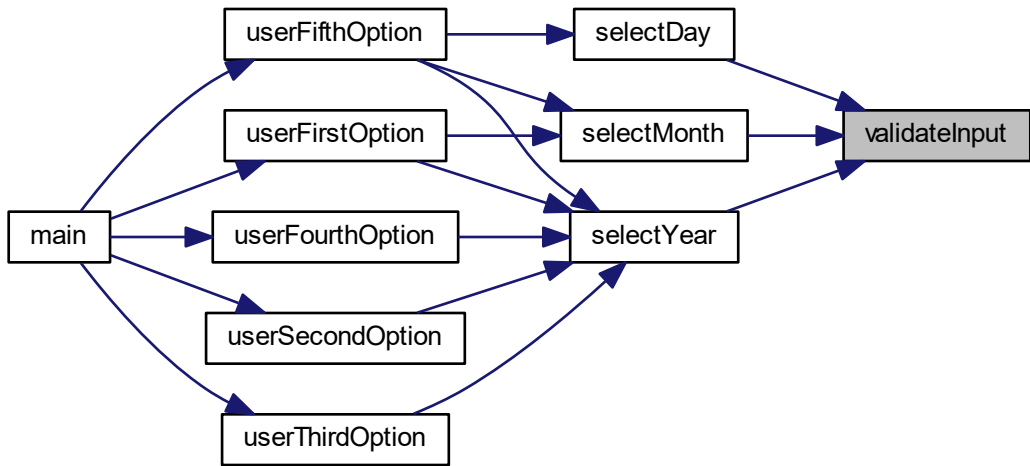 userFifthOption
selectDay
userFirstOption
selectMonth
validateInput
main
userFourthOption
selectYear
userSecondOption
userThirdOption